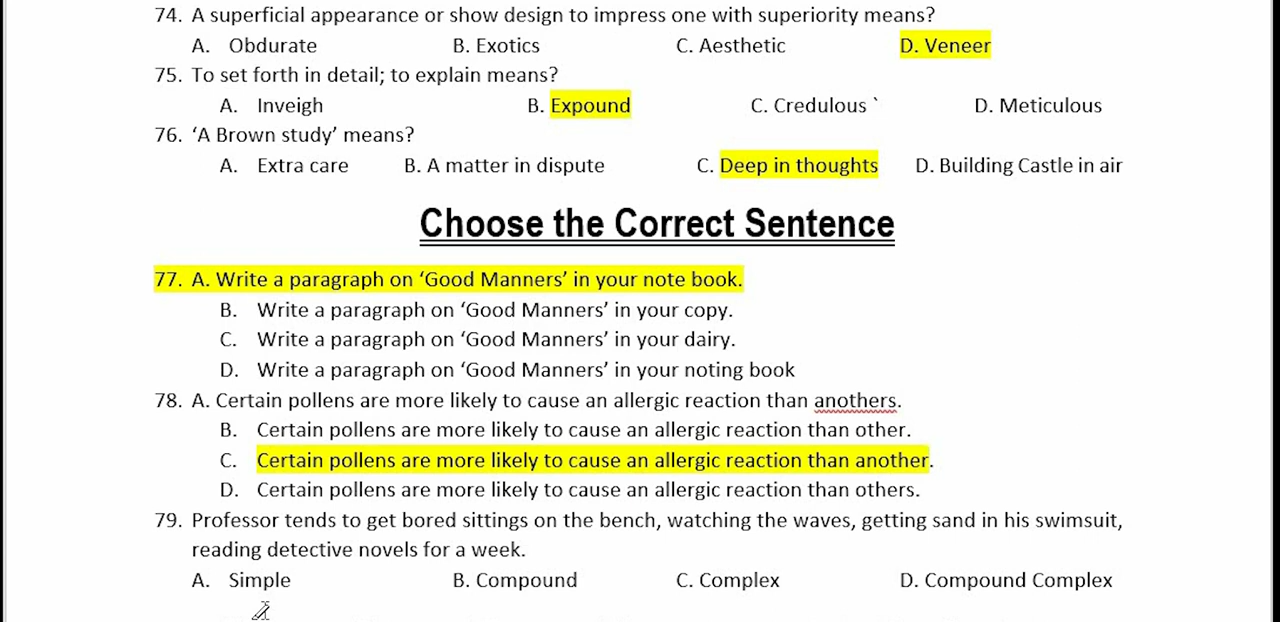 74. A superficial appearance or show design to impress one with superiority means?
A. Obdurate B. Exotics C. Aesthetic D. Veneer
75. To set forth in detail; to explain means?
A. Inveigh B. Expound C. Credulous ` D. Meticulous
76. ‘A Brown study’ means?
A. Extra care B. A matter in dispute C. Deep in thoughts D. Building Castle in air
Choose the Correct Sentence
77. A. Write a paragraph on ‘Good Manners’ in your note book.
B. Write a paragraph on ‘Good Manners’ in your copy.
C. Write a paragraph on ‘Good Manners’ in your dairy.
D. Write a paragraph on ‘Good Manners’ in your noting book
78. A. Certain pollens are more likely to cause an allergic reaction than anothers.
B. Certain pollens are more likely to cause an allergic reaction than other.
C. Certain pollens are more likely to cause an allergic reaction than another.
D. Certain pollens are more likely to cause an allergic reaction than others.
79. Professor tends to get bored sittings on the bench, watching the waves, getting sand in his swimsuit,
reading detective novels for a week.
A. Simple B. Compound C. Complex D. Compound Complex